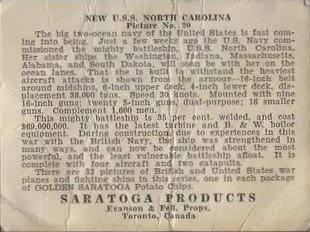 NEW U.S.S. NORTH CAROLINA
Picture No. 20
The big two-ocean navy of the United States is fast com-
ing into being. Just a few weeks ago the U.S. Navy com-
missioned the mighty battleship, U.S.S. North Carolina.
Her sister ships the Washington, Indiana, Massachusetts,
Alabama, and South Dakota, will soon be with her on the
ocean lanes. That she is built to withstand the heaviest
aircraft attacks is shown from the armour—16-inch belt
around midship, 6-inch upper deck; 4-inch lower deck, dis-
placement 38,000 tons. Speed 30 knots. Mounted with nine
16-inch guns; twenty 5-inch guns, dual-purpose; 16 smaller
guns. Complement 1,600 men.
This mighty battleship is 35 per cent. welded, and cost
$69,000,000. It has the latest turbine and B. & W. boiler
equipment. During construction, due to experiences in this
war with the British Navy, the ship was strengthened in
many ways, and can now be considered about the most
powerful, and the least vulnerable battleship afloat. It is
complete with four aircraft and two catapults.
There are 32 pictures of British and United States war
planes and fighting ships in this series, one in each package
of GOLDEN SARATOGA Potato Chips.
SARATOGA PRODUCTS
Evanson & Fell, Props.
Toronto, Canada